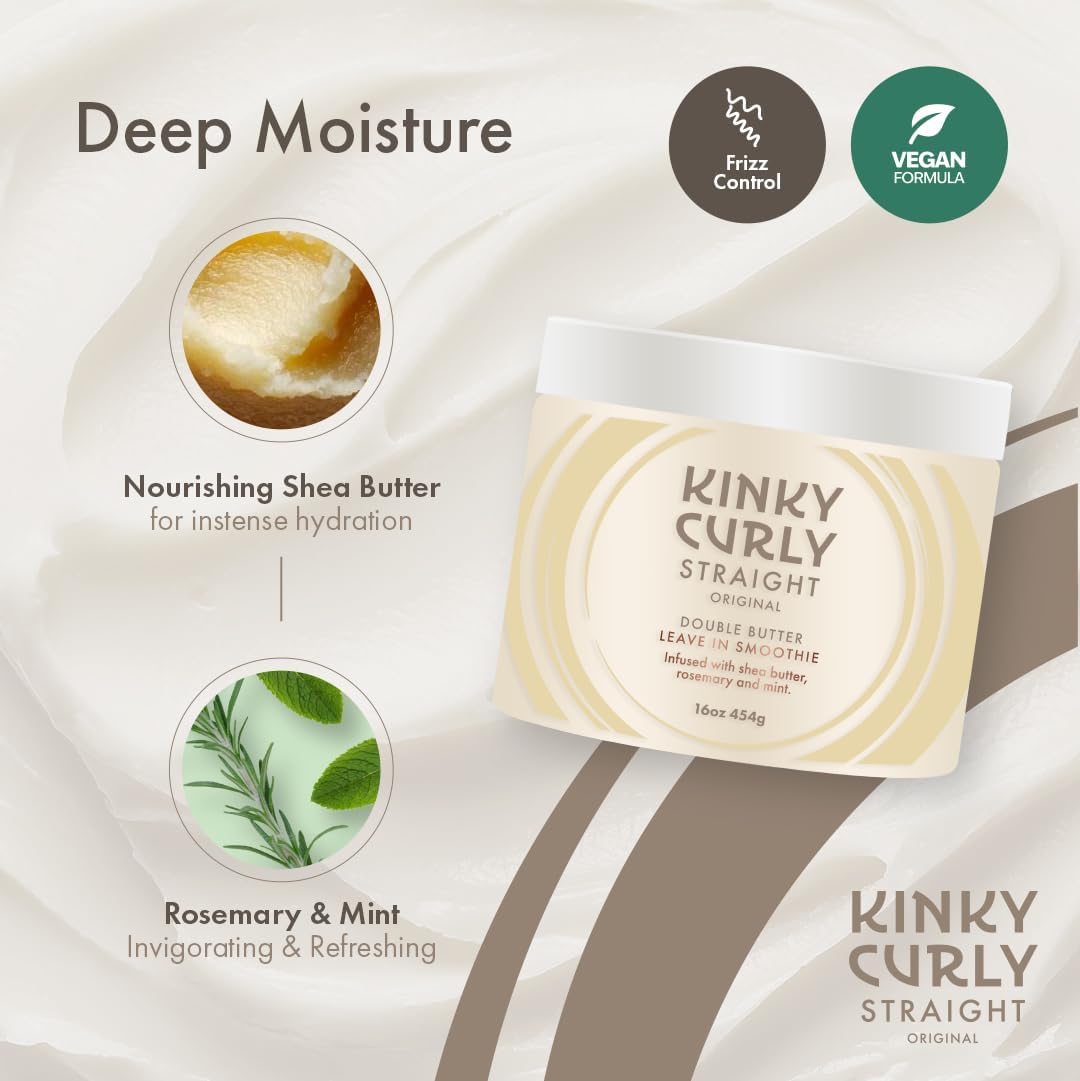 Deep Moisture
Frizz
Control
VEGAN
FORMULA
Nourishing Shea Butter
for instense hydration
KINKY
CURLY
STRAIGHT
ORIGINAL
DOUBLE BUTTER
LEAVE IN SMOOTHIE
Infused with shea butter,
rosemary and mint.
16oz 454g
Rosemary & Mint
Invigorating & Refreshing
KINKY
CURLY
STRAIGHT
ORIGINAL